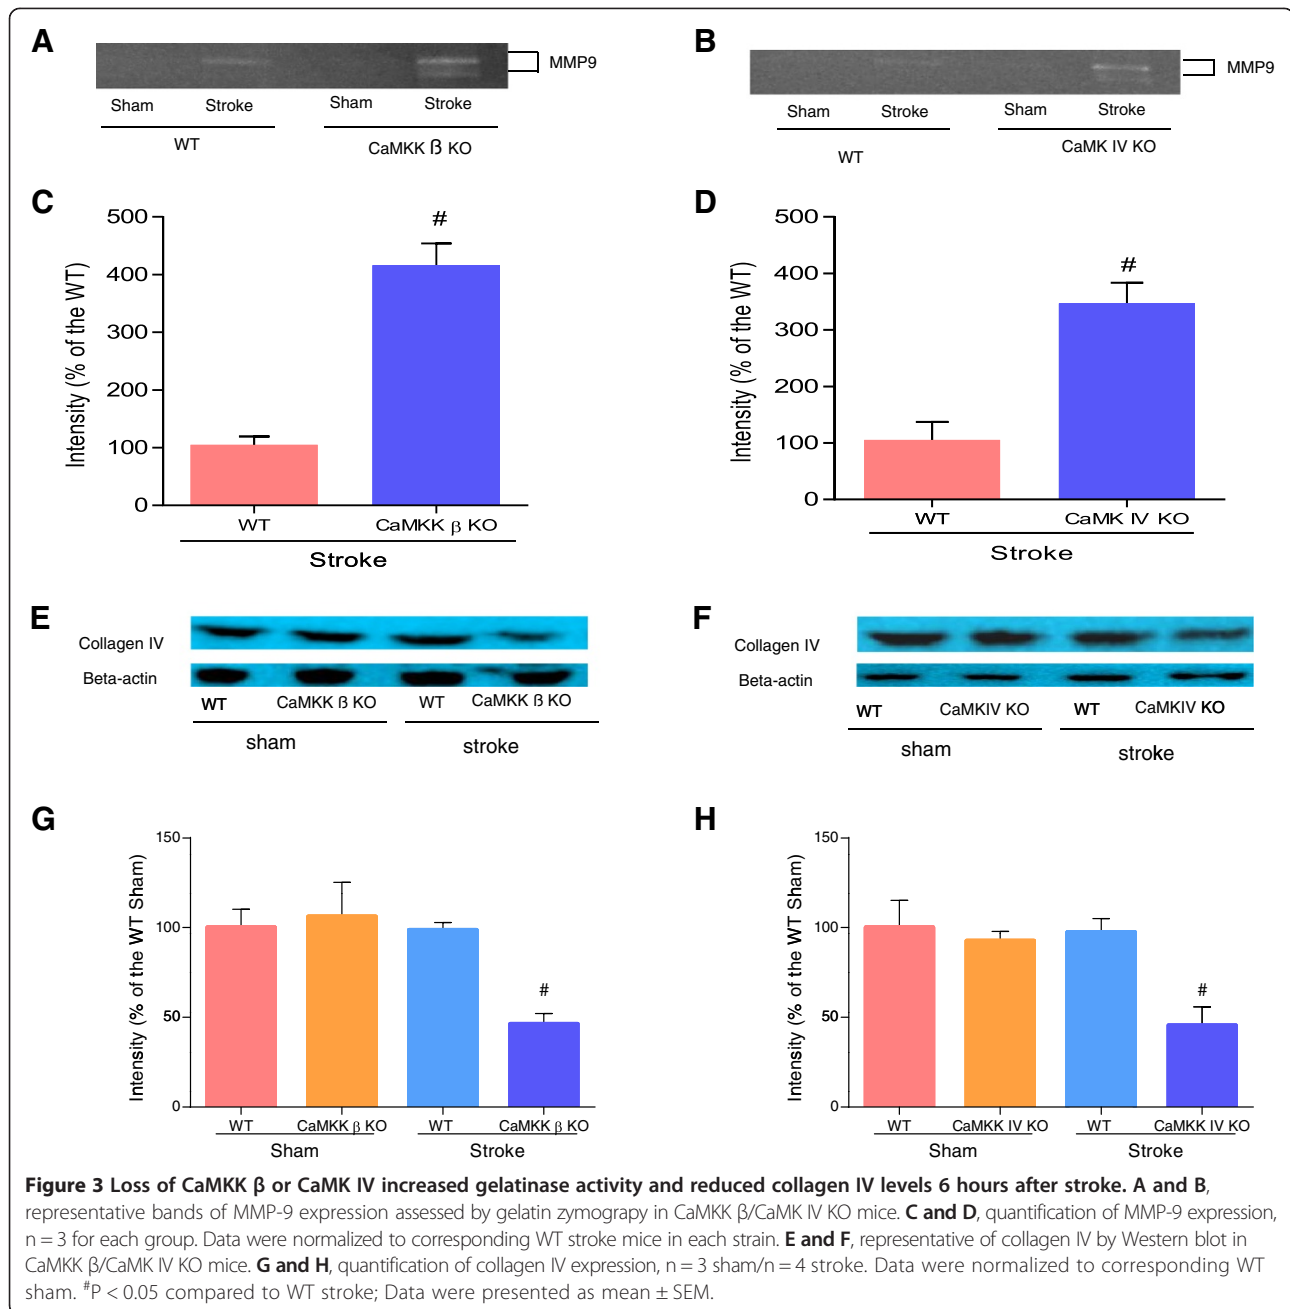 A
MMP9
Sham Stroke Sham Stroke
WT CaMKK ß KO
B
MMP9
Sham Stroke Sham Stroke
WT CaMK IV KO
C
Intensity (% of the WT)
500
400
300
200
100
0
#
WT CaMKK β KO
Stroke
D
Intensity (% of the WT)
500
400
300
200
100
0
#
WT CaMK IV KO
Stroke
E
Collagen IV
Beta-actin
WT CaMKK ß KO WT CaMKK ß KO
sham stroke
F
Collagen IV
Beta-actin
WT CaMKIV KO WT CaMKIV KO
sham stroke
G
Intensity (% of the WT Sham)
150
100
50
0
#
WT CaMKK β KO WT CaMKK β KO
Sham Stroke
H
Intensity (% of the WT Sham)
150
100
50
0
#
WT CaMKK IV KO WT CaMKK IV KO
Sham Stroke
Figure 3 Loss of CaMKK β or CaMK IV increased gelatinase activity and reduced collagen IV levels 6 hours after stroke. A and B,
representative bands of MMP-9 expression assessed by gelatin zymograpy in CaMKK β/CaMK IV KO mice. C and D, quantification of MMP-9 expression,
n = 3 for each group. Data were normalized to corresponding WT stroke mice in each strain. E and F, representative of collagen IV by Western blot in
CaMKK β/CaMK IV KO mice. G and H, quantification of collagen IV expression, n = 3 sham/n = 4 stroke. Data were normalized to corresponding WT
sham. #P < 0.05 compared to WT stroke; Data were presented as mean ± SEM.